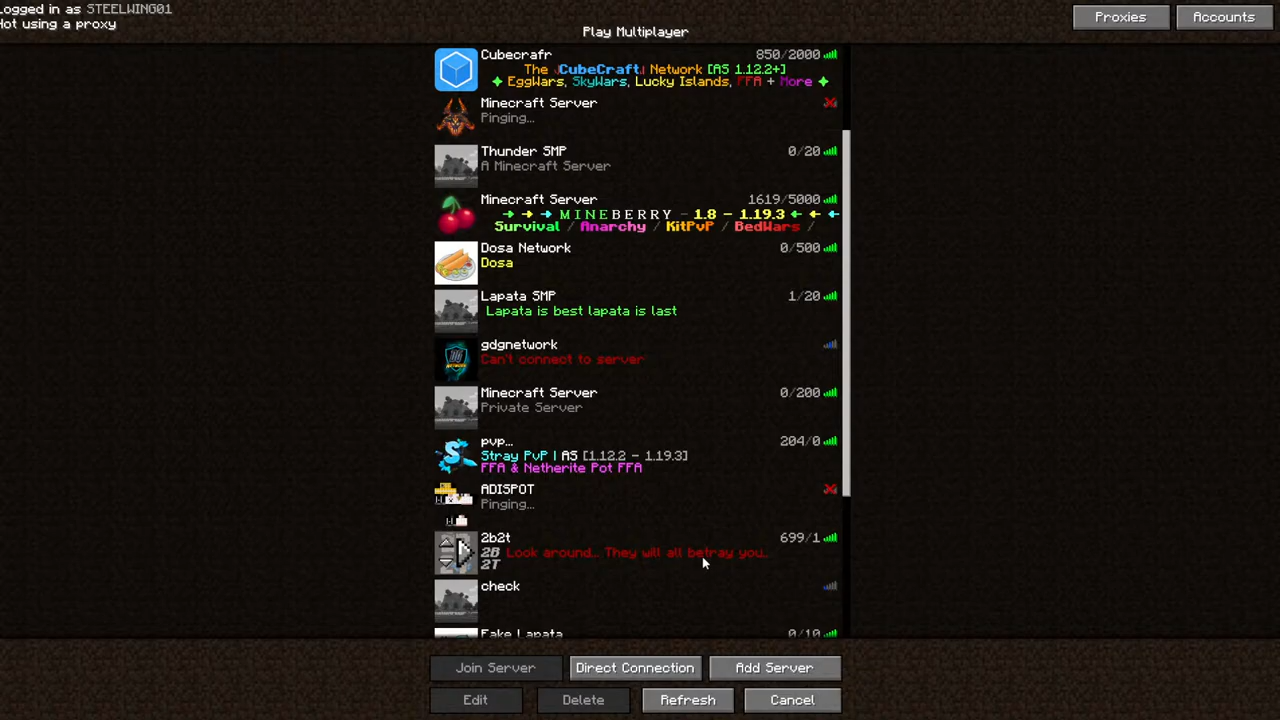 Logged in as STEELWING01
Not using a proxy
Proxies
Accounts
Play Multiplayer
Cubecrafr 850/2000
The CubeCraft Network [AS 1.12.2+]
EggWars, SkyWars, Lucky Islands, FFA + More
Minecraft Server
Pinging...
Thunder SMP 0/20
A Minecraft Server
Minecraft Server 1619/5000
→ → → MINEBERRY - 1.8 - 1.19.3 ← ← ←
Survival / Anarchy / KitPvP / BedWars /
Dosa Network 0/500
Dosa
Lapata SMP 1/20
Lapata is best lapata is last
gdgnetwork
Can't connect to server
Minecraft Server 0/200
Private Server
pvp... 204/0
Stray PvP | AS [1.12.2 - 1.19.3]
FFA & Netherite Pot FFA
ADISPOT
Pinging...
2b2t 699/1
2B Look around... They will all betray you..
2T
check
Fake Lapata 0/10
Join Server
Direct Connection
Add Server
Edit
Delete
Refresh
Cancel